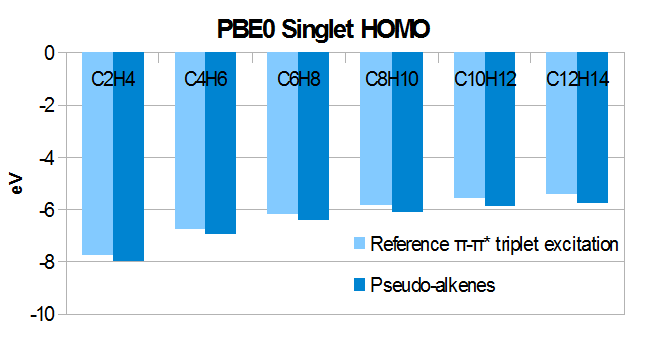 PBE0 Singlet HOMO
0
C2H4 C4H6 C6H8 C8H10 C10H12 C12H14
-2
-4
eV
-6
Reference π-π* triplet excitation
-8
Pseudo-alkenes
-10